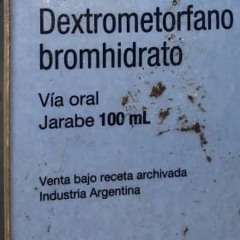 Dextrometorfano
bromhidrato
Vía oral
Jarabe 100 mL
Venta bajo receta archivada
Industria Argentina